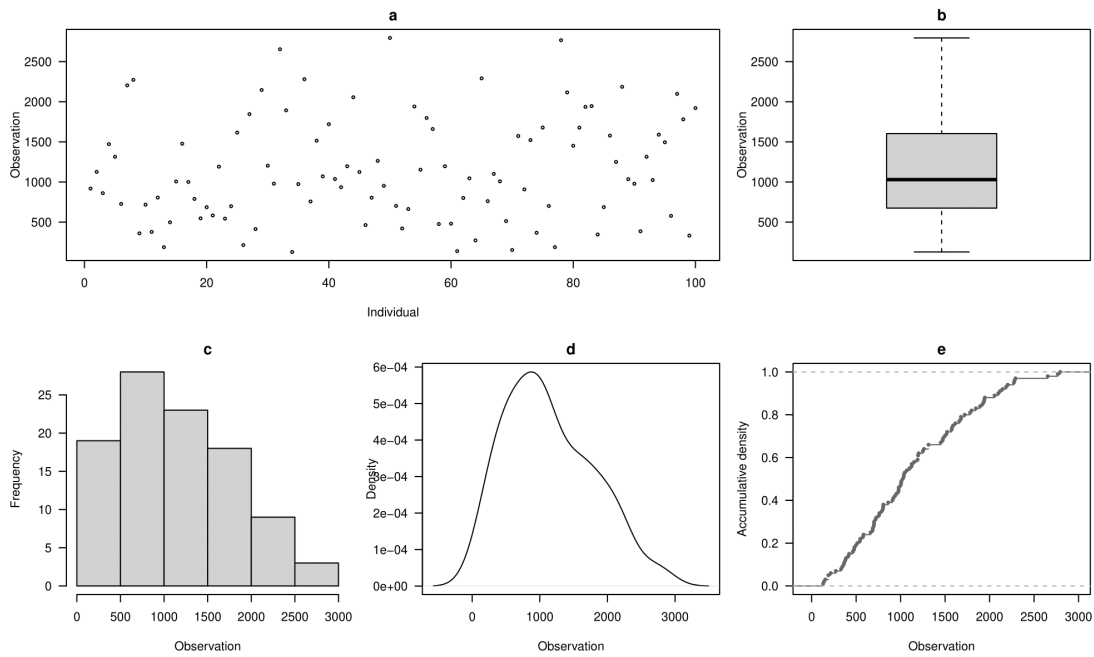 a
Observation
2500
2000
1500
1000
500
0 20 40 60 80 100
Individual
b
Observation
2500
2000
1500
1000
500
c
Frequency
25
20
15
10
5
0
0 500 1000 1500 2000 2500 3000
Observation
d
Density
6e−04
5e−04
4e−04
3e−04
2e−04
1e−04
0e+00
0 1000 2000 3000
Observation
e
Accumulative density
1.0
0.8
0.6
0.4
0.2
0.0
0 500 1000 1500 2000 2500 3000
Observation